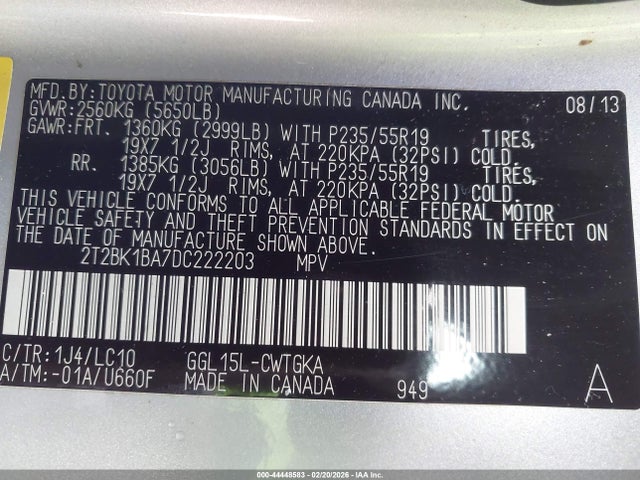 MFD.BY:TOYOTA MOTOR MANUFACTURING CANADA INC. 08/13
GVWR:2560KG (5650LB)
GAWR:FRT. 1360KG (2999LB) WITH P235/55R19 TIRES,
19X7 1/2J RIMS, AT 220KPA (32PSI) COLD.
RR. 1385KG (3056LB) WITH P235/55R19 TIRES,
19X7 1/2J RIMS, AT 220KPA (32PSI) COLD.
THIS VEHICLE CONFORMS TO ALL APPLICABLE FEDERAL MOTOR
VEHICLE SAFETY AND THEFT PREVENTION STANDARDS IN EFFECT ON
THE DATE OF MANUFACTURE SHOWN ABOVE.
2T2BK1BA7DC222203 MPV
C/TR:1J4/LC10 GGL15L-CWTGKA
A/TM:-01A/U660F MADE IN CANADA 949 A
000-44448583 - 02/20/2026 - IAA Inc.